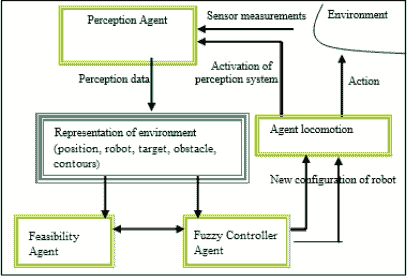 Perception Agent
Sensor measurements
Environment
Perception data
Activation of
perception system
Action
Representation of environment
(position, robot, target, obstacle,
contours)
Agent locomotion
New configuration of robot
Feasibility
Agent
Fuzzy Controller
Agent